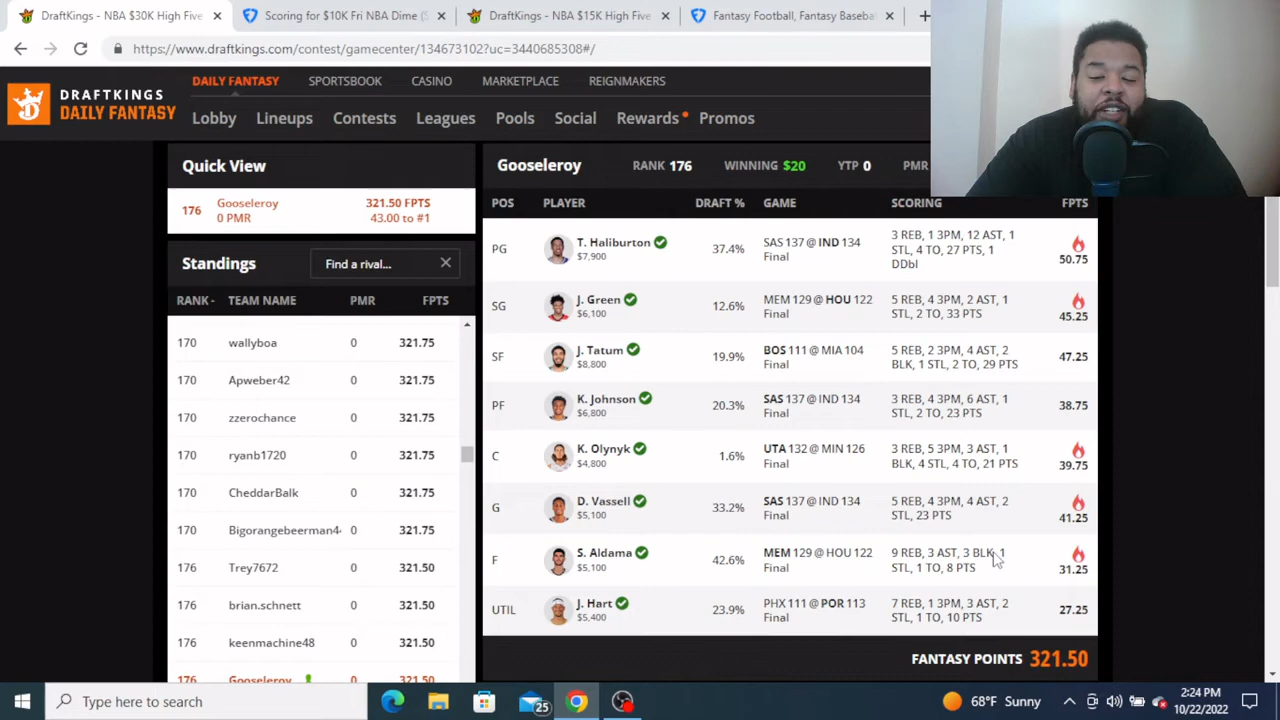 DraftKings - NBA $30K High Five
Scoring for $10K Fri NBA Dime (S
DraftKings - NBA $15K High Five
Fantasy Football, Fantasy Baseba
https://www.draftkings.com/contest/gamecenter/134673102?uc=3440685308#/
DRAFTKINGS
DAILY FANTASY
DAILY FANTASY SPORTSBOOK CASINO MARKETPLACE REIGNMAKERS
Lobby Lineups Contests Leagues Pools Social Rewards Promos
Quick View
176 Gooseleroy 321.50 FPTS
0 PMR 43.00 to #1
Standings Find a rival...
RANK TEAM NAME PMR FPTS
170 wallyboa 0 321.75
170 Apweber42 0 321.75
170 zzerochance 0 321.75
170 ryanb1720 0 321.75
170 CheddarBalk 0 321.75
170 Bigorangebeerman4 0 321.75
176 Trey7672 0 321.50
176 brian.schnett 0 321.50
176 keenmachine48 0 321.50
176 Gooseleroy 0 321.50
Gooseleroy RANK 176 WINNING $20 YTP 0 PMR
POS PLAYER DRAFT % GAME SCORING FPTS
PG T. Haliburton $7,900 37.4% SAS 137 @ IND 134 Final 3 REB, 1 3PM, 12 AST, 1 STL, 4 TO, 27 PTS, 1 DDbl 50.75
SG J. Green $6,100 12.6% MEM 129 @ HOU 122 Final 5 REB, 4 3PM, 2 AST, 1 STL, 2 TO, 33 PTS 45.25
SF J. Tatum $8,800 19.9% BOS 111 @ MIA 104 Final 5 REB, 2 3PM, 4 AST, 2 BLK, 1 STL, 2 TO, 29 PTS 47.25
PF K. Johnson $6,800 20.3% SAS 137 @ IND 134 Final 3 REB, 4 3PM, 6 AST, 1 STL, 2 TO, 23 PTS 38.75
C K. Olynyk $4,800 1.6% UTA 132 @ MIN 126 Final 3 REB, 5 3PM, 3 AST, 1 BLK, 4 STL, 4 TO, 21 PTS 39.75
G D. Vassell $5,100 33.2% SAS 137 @ IND 134 Final 5 REB, 4 3PM, 4 AST, 2 STL, 23 PTS 41.25
F S. Aldama $5,100 42.6% MEM 129 @ HOU 122 Final 9 REB, 3 AST, 3 BLK, 1 STL, 1 TO, 8 PTS 31.25
UTIL J. Hart $5,400 23.9% PHX 111 @ POR 113 Final 7 REB, 1 3PM, 3 AST, 2 STL, 1 TO, 10 PTS 27.25
FANTASY POINTS 321.50
Type here to search
25
68°F Sunny
2:24 PM
10/22/2022